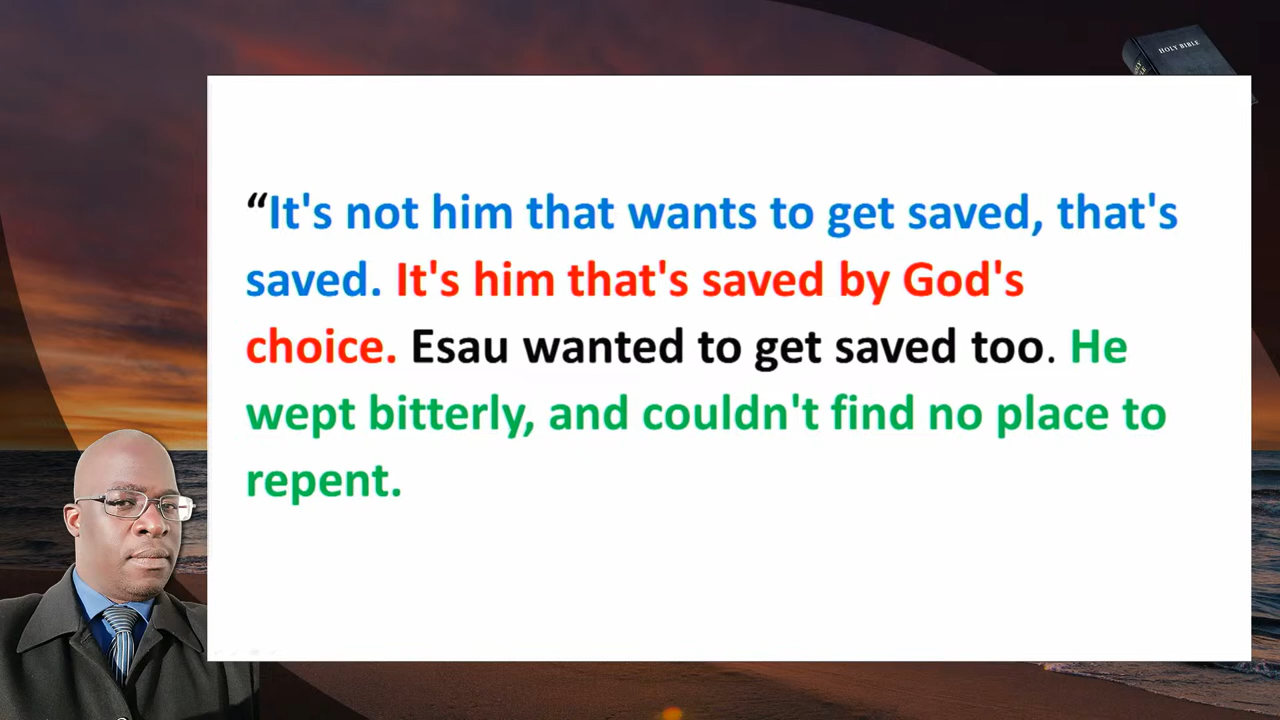 HOLY BIBLE
“It's not him that wants to get saved, that's
saved. It's him that's saved by God's
choice. Esau wanted to get saved too. He
wept bitterly, and couldn't find no place to
repent.